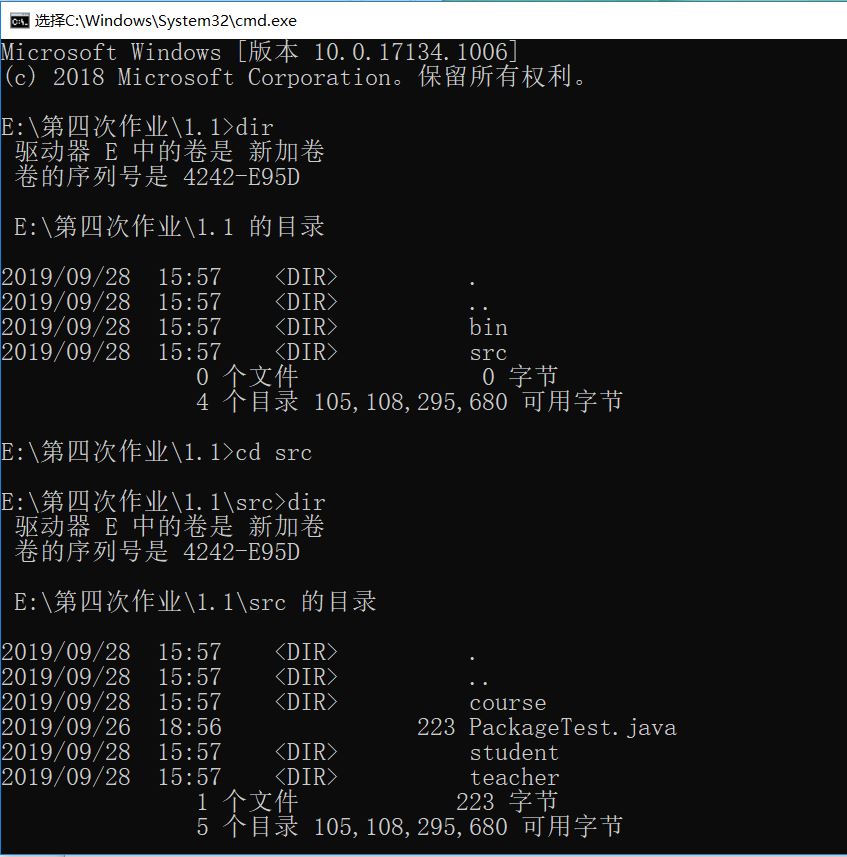 选择C:\Windows\System32\cmd.exe
Microsoft Windows [版本 10.0.17134.1006]
(c) 2018 Microsoft Corporation。保留所有权利。
E:\第四次作业\1.1>dir
驱动器 E 中的卷是 新加卷
卷的序列号是 4242-E95D
E:\第四次作业\1.1 的目录
2019/09/28  15:57    <DIR>          .
2019/09/28  15:57    <DIR>          ..
2019/09/28  15:57    <DIR>          bin
2019/09/28  15:57    <DIR>          src
0 个文件              0 字节
4 个目录 105,108,295,680 可用字节
E:\第四次作业\1.1>cd src
E:\第四次作业\1.1\src>dir
驱动器 E 中的卷是 新加卷
卷的序列号是 4242-E95D
E:\第四次作业\1.1\src 的目录
2019/09/28  15:57    <DIR>          .
2019/09/28  15:57    <DIR>          ..
2019/09/28  15:57    <DIR>          course
2019/09/26  18:56               223 PackageTest.java
2019/09/28  15:57    <DIR>          student
2019/09/28  15:57    <DIR>          teacher
1 个文件            223 字节
5 个目录 105,108,295,680 可用字节